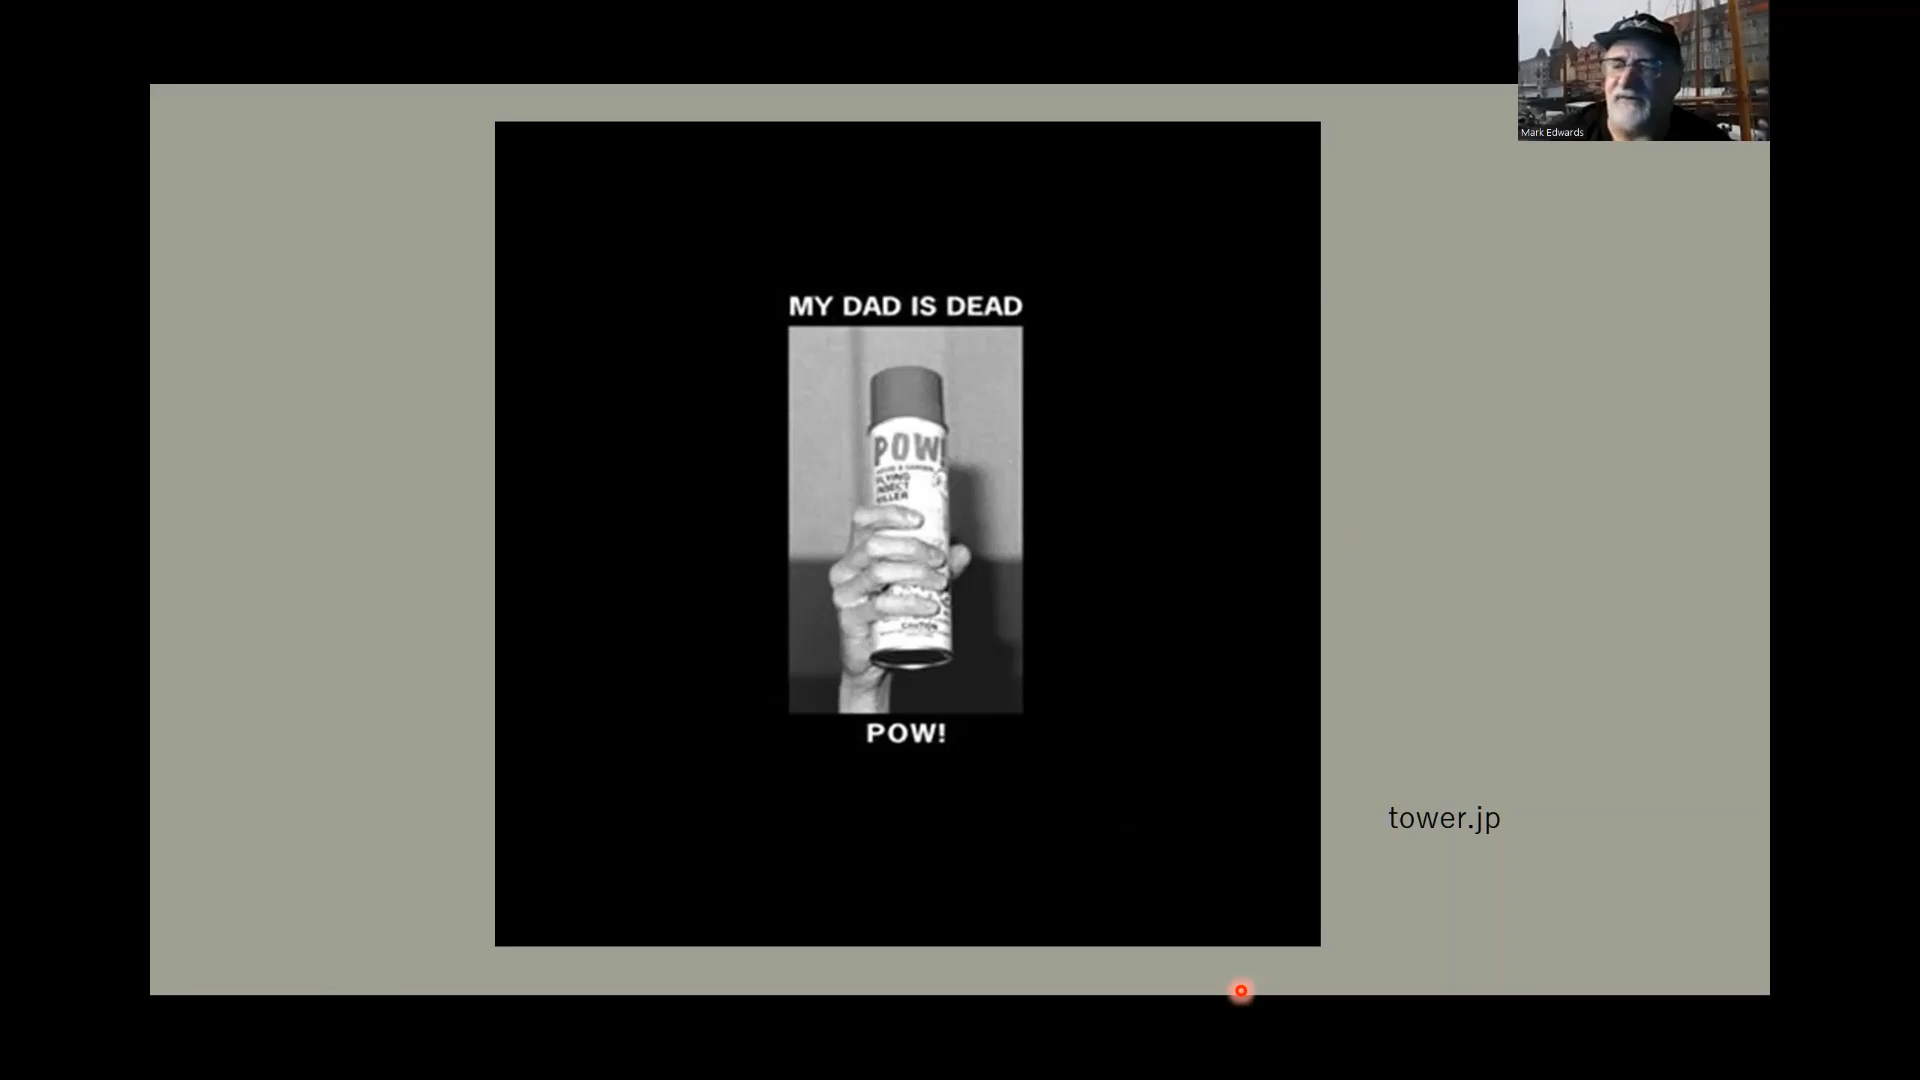 Mark Edwards
MY DAD IS DEAD
POW!
FLYING
INSECT
KILLER
CAUTION
POW!
tower.jp